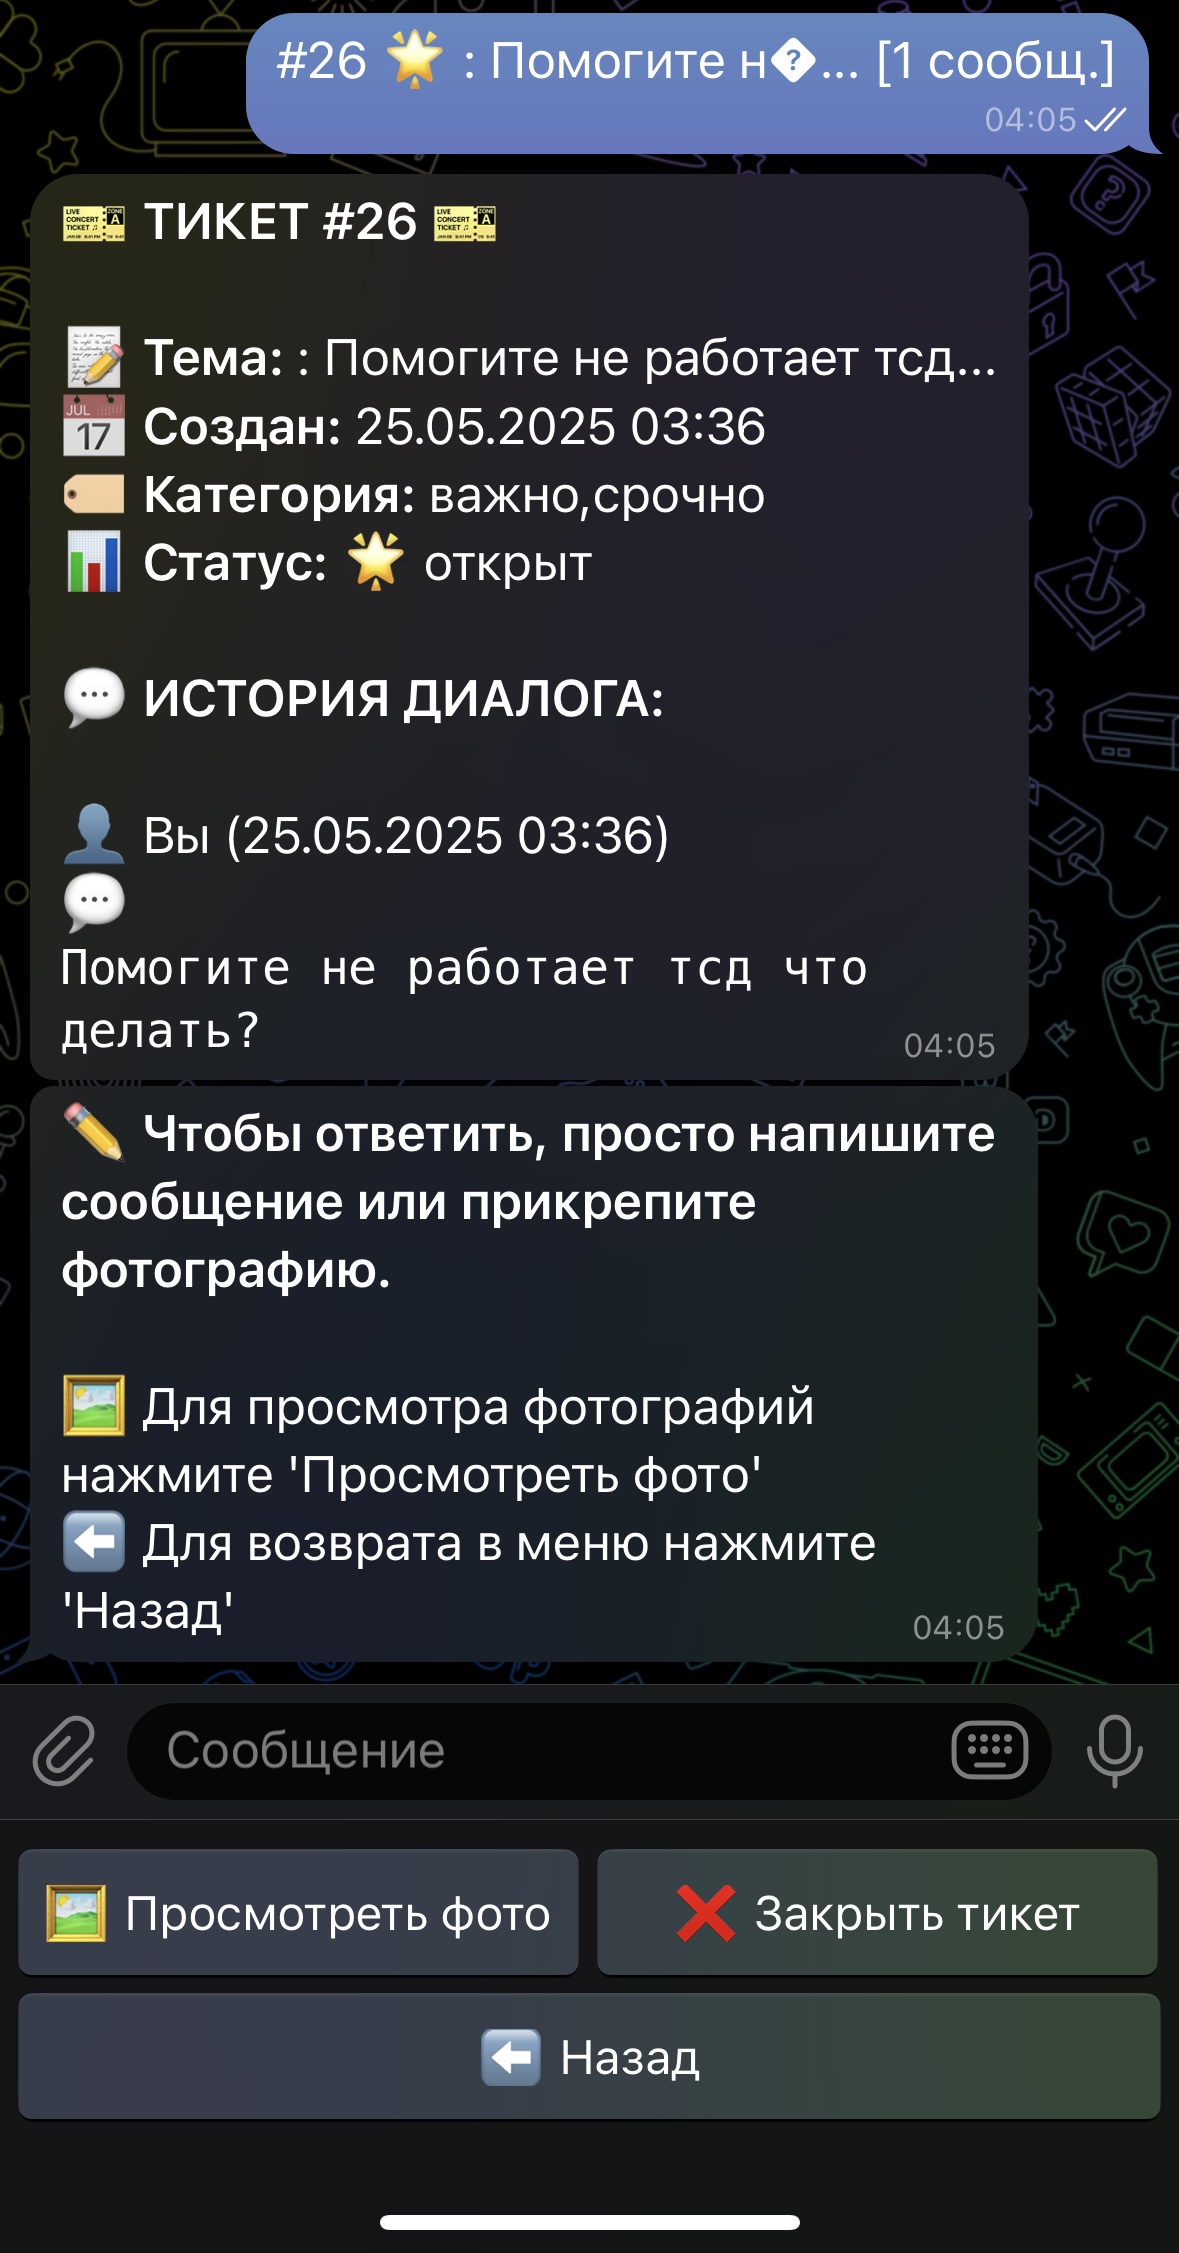 #26 🌟 : Помогите н�... [1 сообщ.]
04:05
🎫 ТИКЕТ #26 🎫
📝 Тема: : Помогите не работает тсд...
📅 Создан: 25.05.2025 03:36
🏷 Категория: важно,срочно
📊 Статус: 🌟 открыт
💬 ИСТОРИЯ ДИАЛОГА:
👤 Вы (25.05.2025 03:36)
💬
Помогите не работает тсд что
делать?
04:05
✏️ Чтобы ответить, просто напишите
сообщение или прикрепите
фотографию.
🖼 Для просмотра фотографий
нажмите 'Просмотреть фото'
⬅️ Для возврата в меню нажмите
'Назад'
04:05
Сообщение
🖼 Просмотреть фото
❌ Закрыть тикет
⬅️ Назад